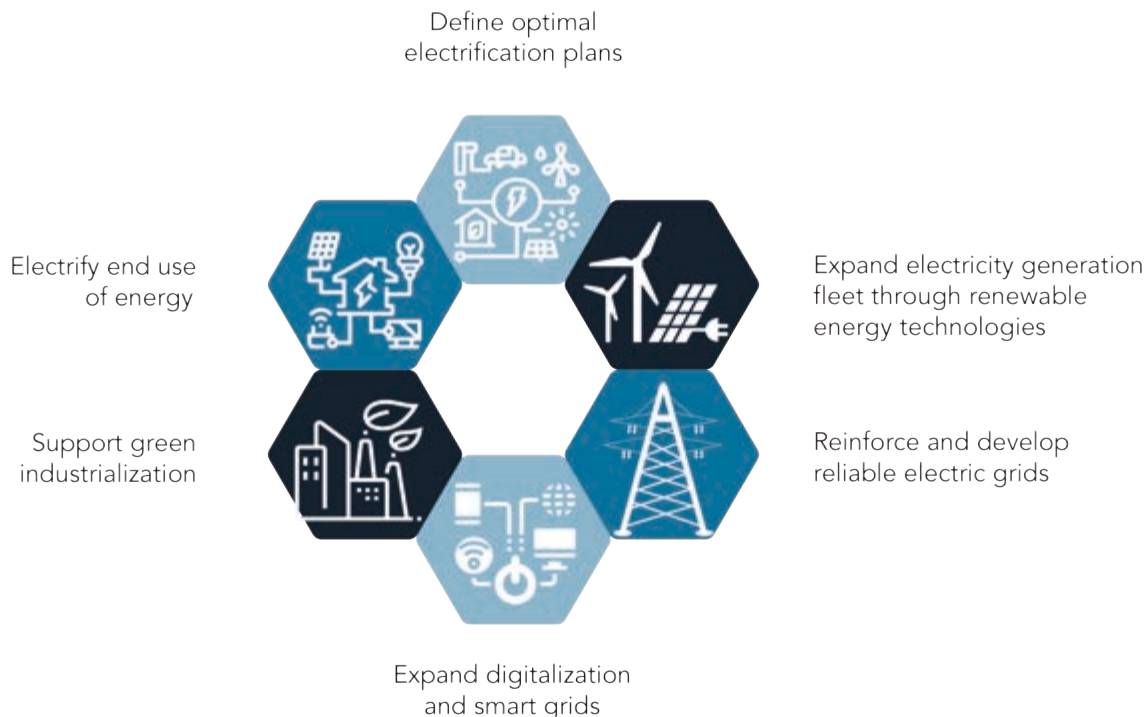 Define optimal
electrification plans
Expand electricity generation
fleet through renewable
energy technologies
Reinforce and develop
reliable electric grids
Expand digitalization
and smart grids
Support green
industrialization
Electrify end use
of energy